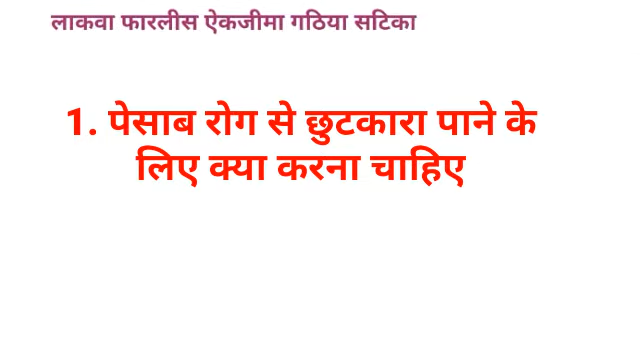 लाकवा फारलीस ऐकजीमा गठिया सटिका
1. पेसाब रोग से छुटकारा पाने के
लिए क्या करना चाहिए